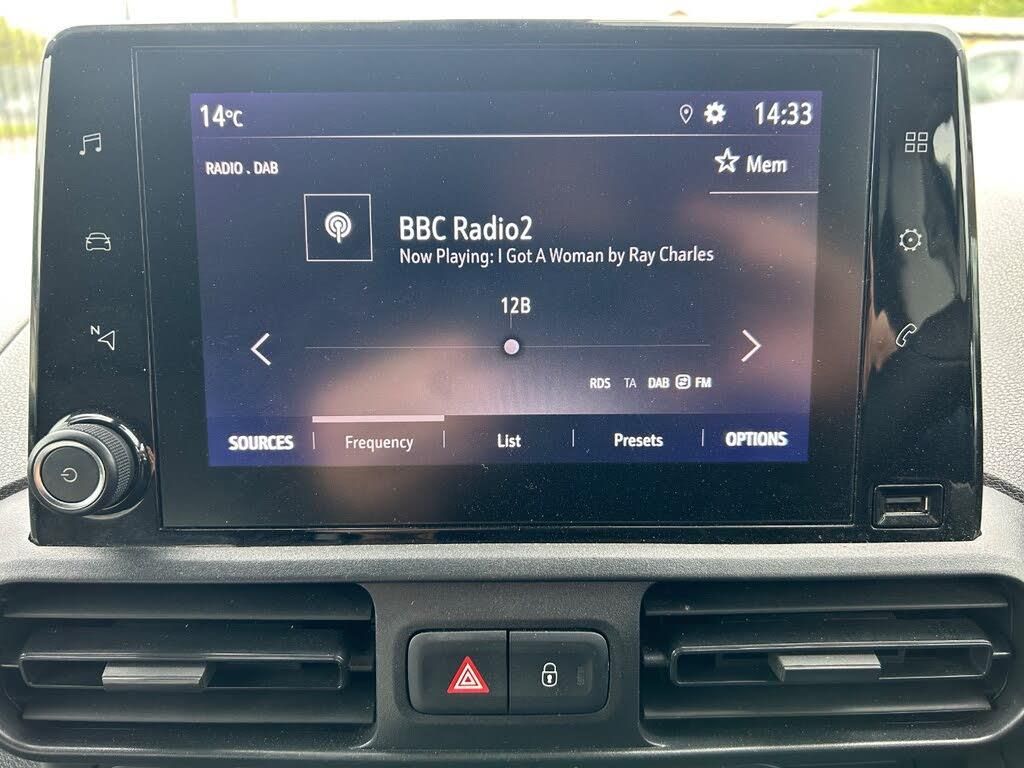 14°C
14:33
RADIO . DAB
Mem
BBC Radio2
Now Playing: I Got A Woman by Ray Charles
12B
RDS TA DAB FM
SOURCES Frequency List Presets OPTIONS
N